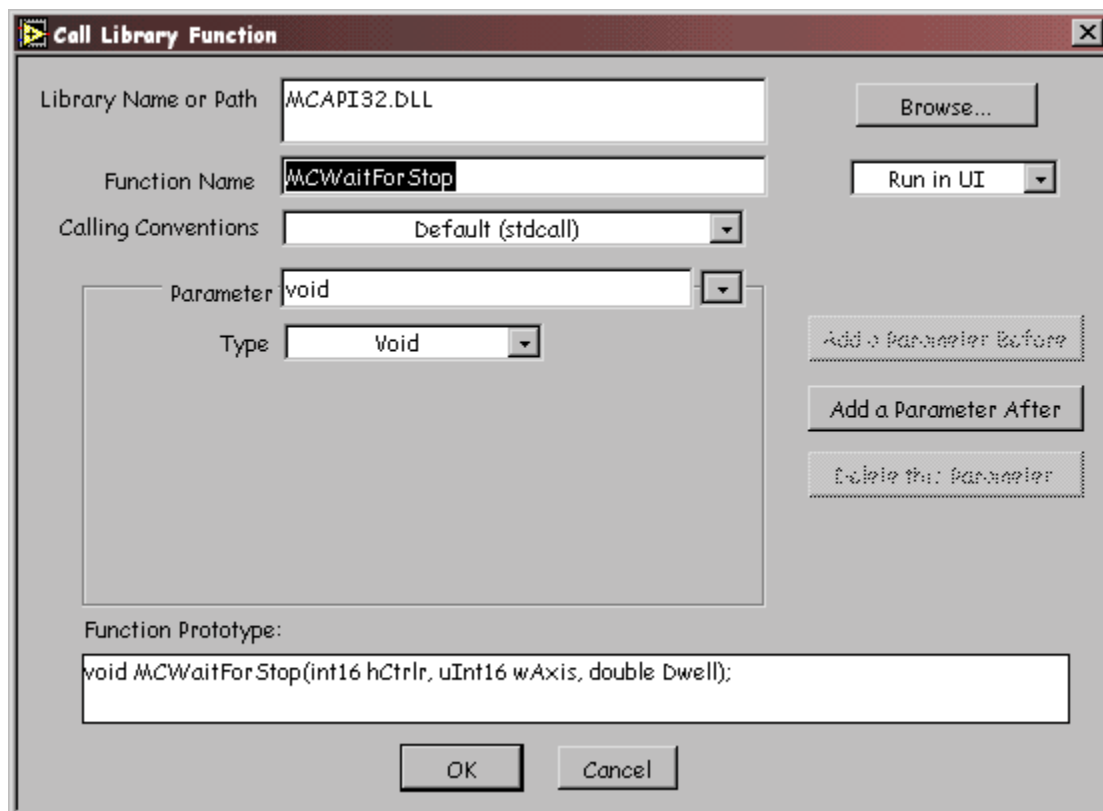 Call Library Function
Library Name or Path MCAPI32.DLL Browse...
Function Name MCWaitForStop Run in UI
Calling Conventions Default (stdcall)
Parameter void
Type Void
Add a Parameter Before
Add a Parameter After
Delete this Parameter
Function Prototype:
void MCWaitForStop(int16 hCtrlr, uInt16 wAxis, double Dwell);
OK Cancel